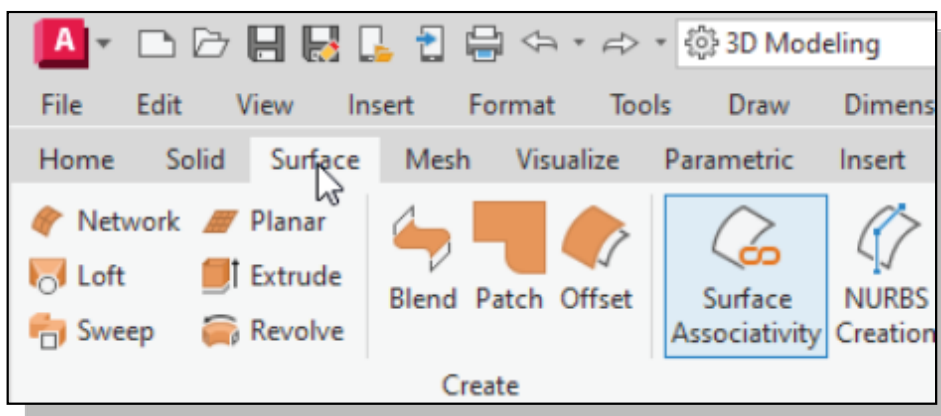 A
3D Modeling
File Edit View Insert Format Tools Draw Dimens
Home Solid Surface Mesh Visualize Parametric Insert
Network Planar
Loft Extrude
Sweep Revolve
Blend Patch Offset
Surface
Associativity
NURBS
Creation
Create